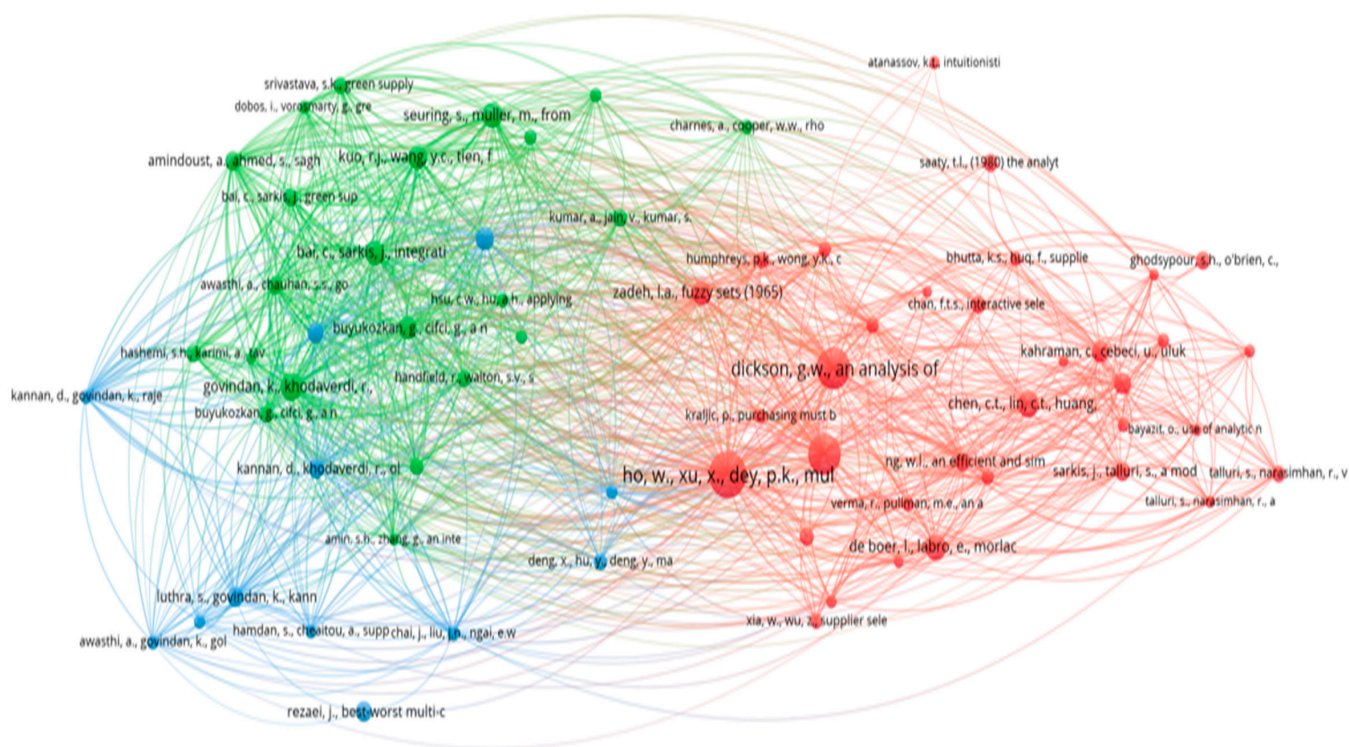 atanassov, k.t., intuitionisti
srivastava, s.k., green supply
dobos, i., vorosmarty, g., gre
seuring, s., muller, m., from
charnes, a., cooper, w.w., rho
amindoust, a., ahmed, s., sagh
kuo, r.j., wang, y.c., tien, f
saaty, t.l., (1980) the analyt
bai, c., sarkis, j., green sup
kumar, a., jain, v., kumar, s.
bai, c., sarkis, j., integrati
humphreys, p.k., wong, y.k., c
bhutta, k.s., huq, f., supplie
ghodsypour, s.h., o'brien, c.,
awasthi, a., chauhan, s.s., go
hsu, c.w., hu, a.h., applying
zadeh, l.a., fuzzy sets (1965)
chan, f.t.s., interactive sele
buyukozkan, g., cifci, g., a n
hashemi, s.h., karimi, a., tav
kahraman, c., cebeci, u., uluk
dickson, g.w., an analysis of
handfield, r., walton, s.v., s
govindan, k., khodaverdi, r.,
kannan, d., govindan, k., raje
chen, c.t., lin, c.t., huang,
buyukozkan, g., cifci, g., a n
kraljic, p., purchasing must b
bayazit, o., use of analytic n
kannan, d., khodaverdi, r., ol
ho, w., xu, x., dey, p.k., mul
ng, w.l., an efficient and sim
sarkis, j., talluri, s., a mod
talluri, s., narasimhan, r., v
verma, r., pullman, m.e., an a
talluri, s., narasimhan, r., a
amin, s.h., zhang, g., an inte
de boer, l., labro, e., morlac
deng, x., hu, y., deng, y., ma
luthra, s., govindan, k., kann
xia, w., wu, z., supplier sele
hamdan, s., cheaitou, a., supp
chai, j., liu, j.n., ngai, e.w
awasthi, a., govindan, k., gol
rezaei, j., best-worst multi-c